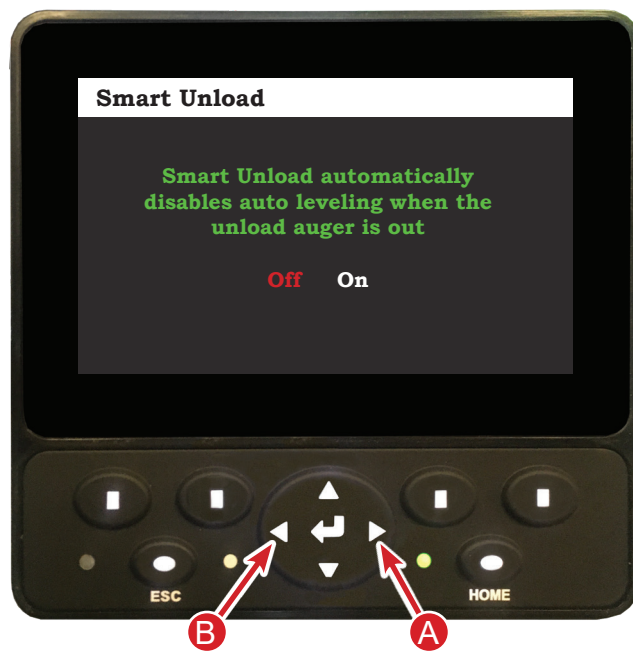 Smart Unload
Smart Unload automatically
disables auto leveling when the
unload auger is out
Off On
ESC
HOME
B
A